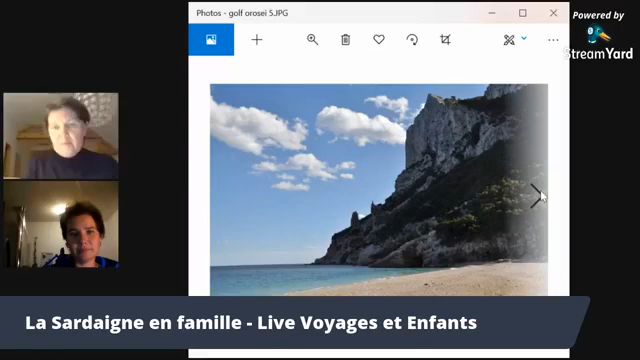 Photos - golf orosei 5.JPG
Powered by
StreamYard
La Sardaigne en famille - Live Voyages et Enfants